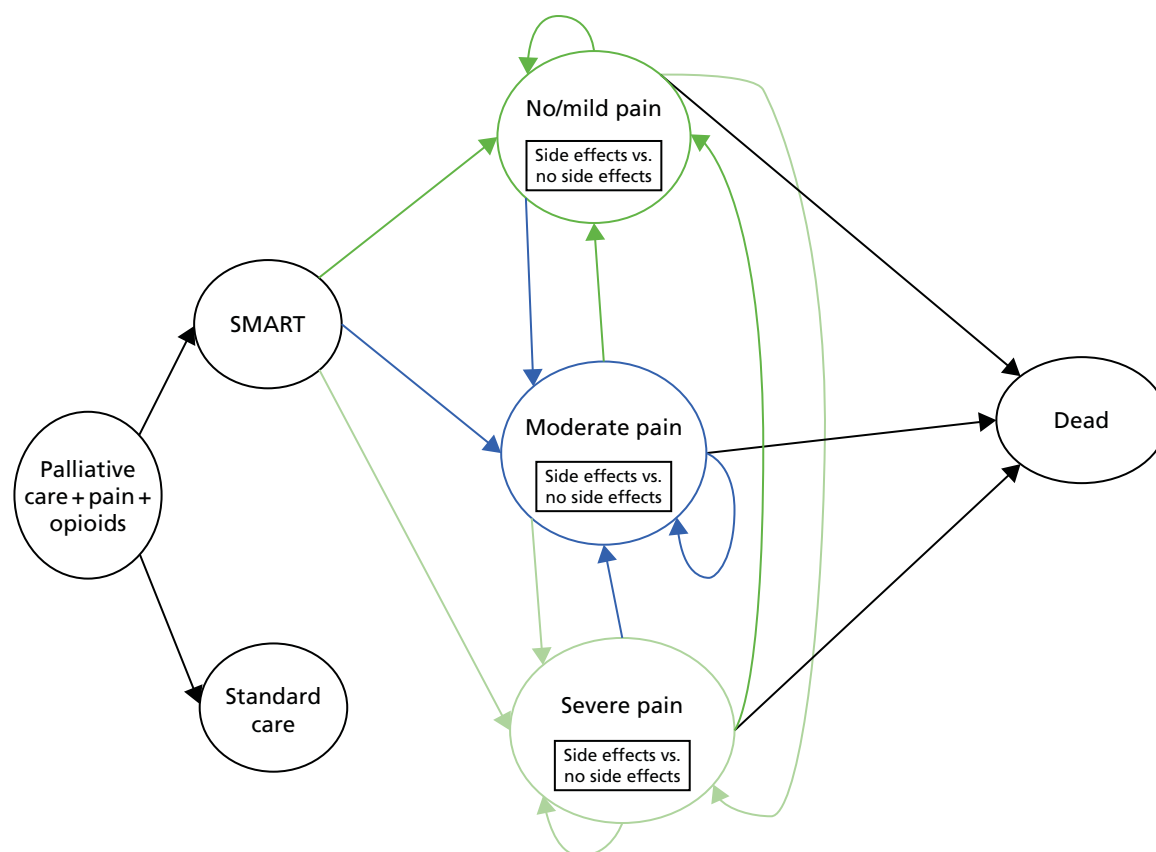 No/mild pain
Side effects vs.
no side effects
SMART
Moderate pain
Side effects vs.
no side effects
Dead
Palliative
care + pain +
opioids
Standard
care
Severe pain
Side effects vs.
no side effects